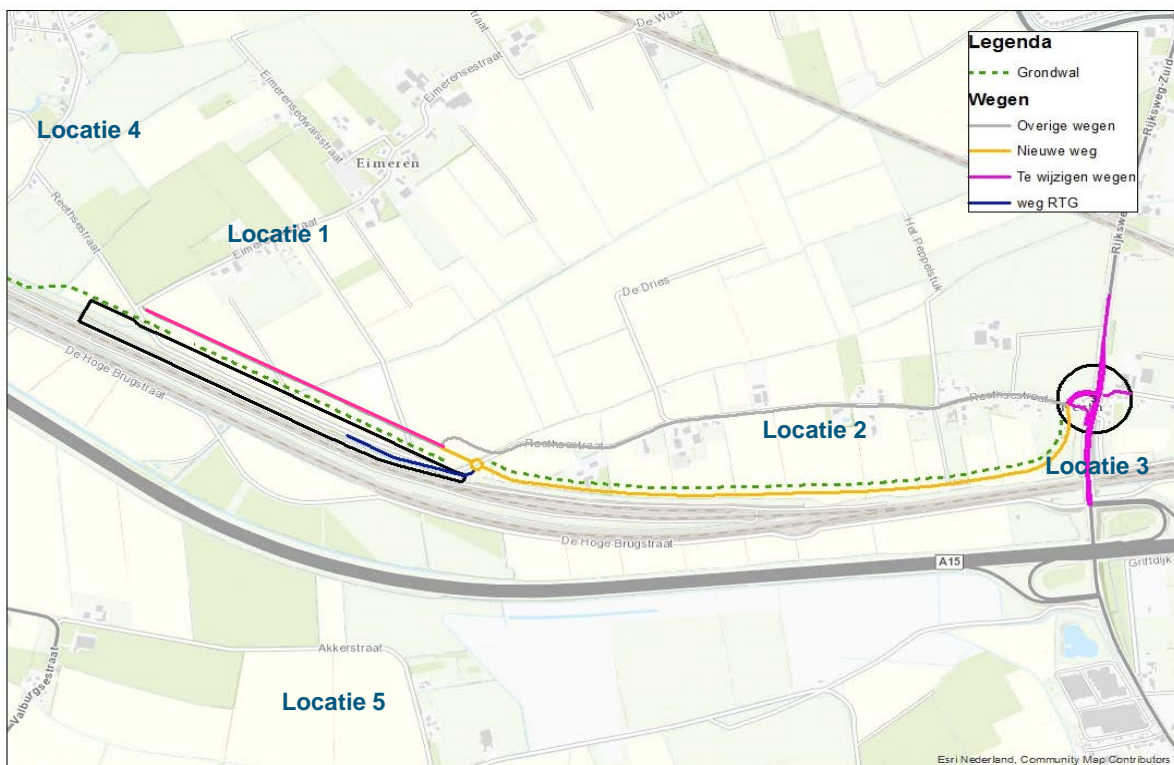 Legenda
Grondwal
Wegen
Overige wegen
Nieuwe weg
Te wijzigen wegen
weg RTG
De Wuur
Rijksweg-Zuid
Eimerensestraat
Eimerensedwarsstraat
Locatie 4
Eimeren
Reethsestraat
Locatie 1
Rijksweg
Het Peppelstuk
De Dries
De Hoge Brugstraat
Reethsestraat
Locatie 2
Reethsestraat
Locatie 3
De Hoge Brugstraat
A15
Griftdijk
Akkerstraat
Valburgsestraat
Locatie 5
Esri Nederland, Community Map Contributors